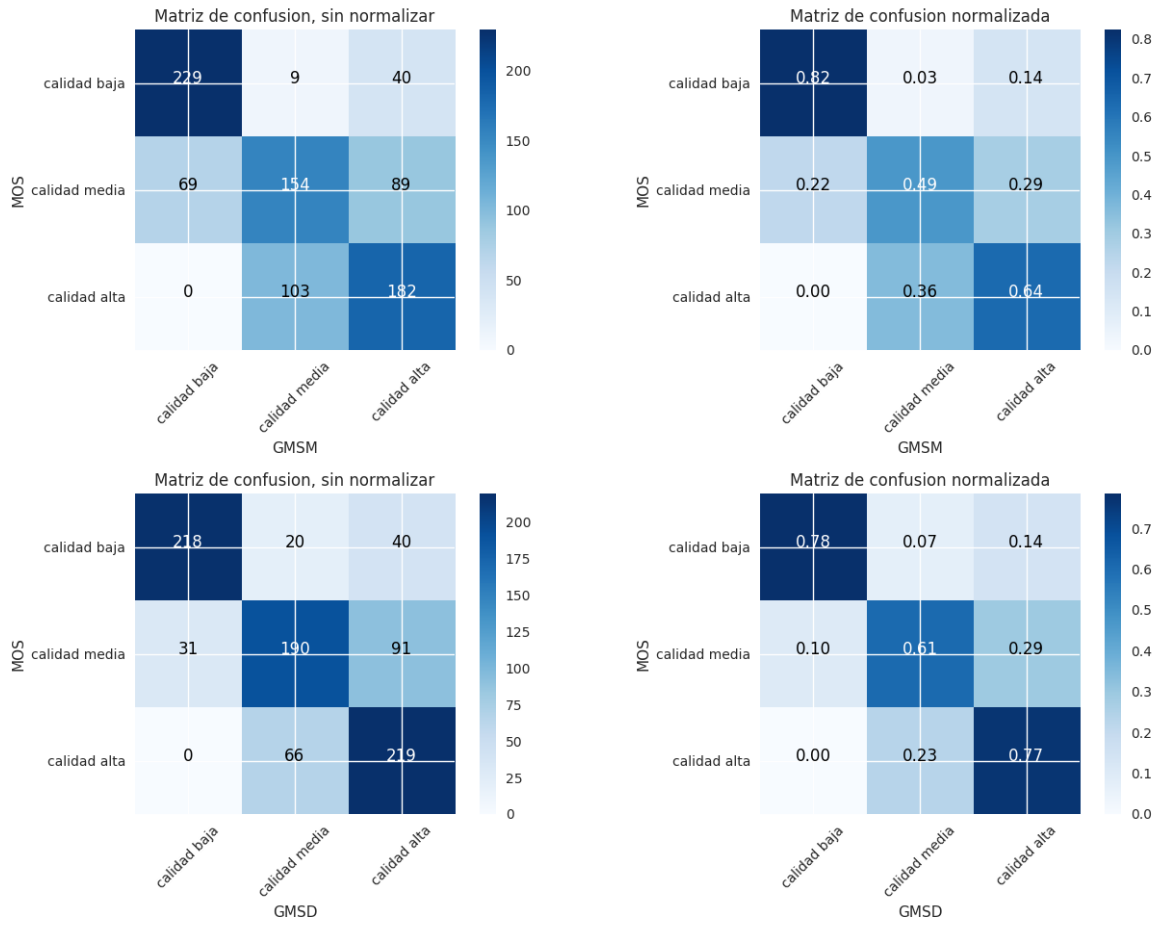 Matriz de confusion, sin normalizar
calidad baja
calidad media
calidad alta
MOS
229 9 40
69 154 89
0 103 182
200
150
100
50
0
calidad baja
calidad media
calidad alta
GMSM
Matriz de confusion normalizada
calidad baja
calidad media
calidad alta
MOS
0.82 0.03 0.14
0.22 0.49 0.29
0.00 0.36 0.64
0.8
0.7
0.6
0.5
0.4
0.3
0.2
0.1
0.0
calidad baja
calidad media
calidad alta
GMSM
Matriz de confusion, sin normalizar
calidad baja
calidad media
calidad alta
MOS
218 20 40
31 190 91
0 66 219
200
175
150
125
100
75
50
25
0
calidad baja
calidad media
calidad alta
GMSD
Matriz de confusion normalizada
calidad baja
calidad media
calidad alta
MOS
0.78 0.07 0.14
0.10 0.61 0.29
0.00 0.23 0.77
0.7
0.6
0.5
0.4
0.3
0.2
0.1
0.0
calidad baja
calidad media
calidad alta
GMSD